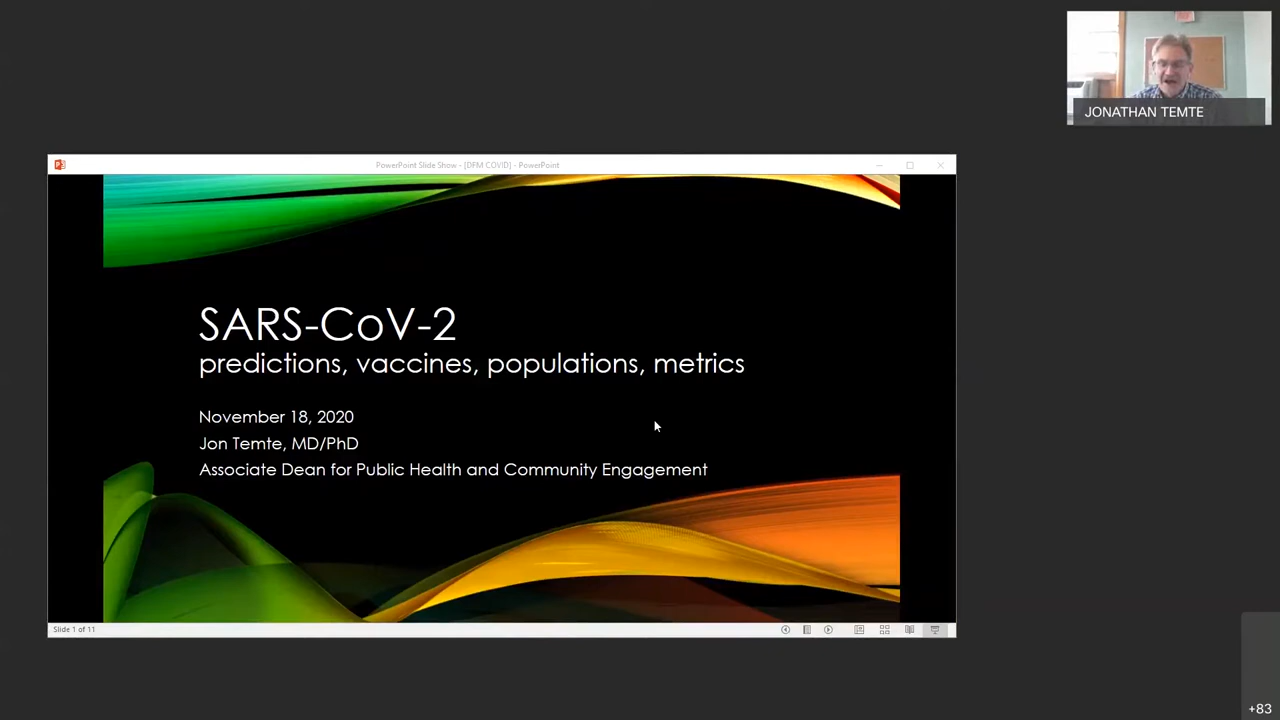 JONATHAN TEMTE
PowerPoint Slide Show - [DFM COVID] - PowerPoint
SARS-CoV-2
predictions, vaccines, populations, metrics
November 18, 2020
Jon Temte, MD/PhD
Associate Dean for Public Health and Community Engagement
Slide 1 of 11
+83